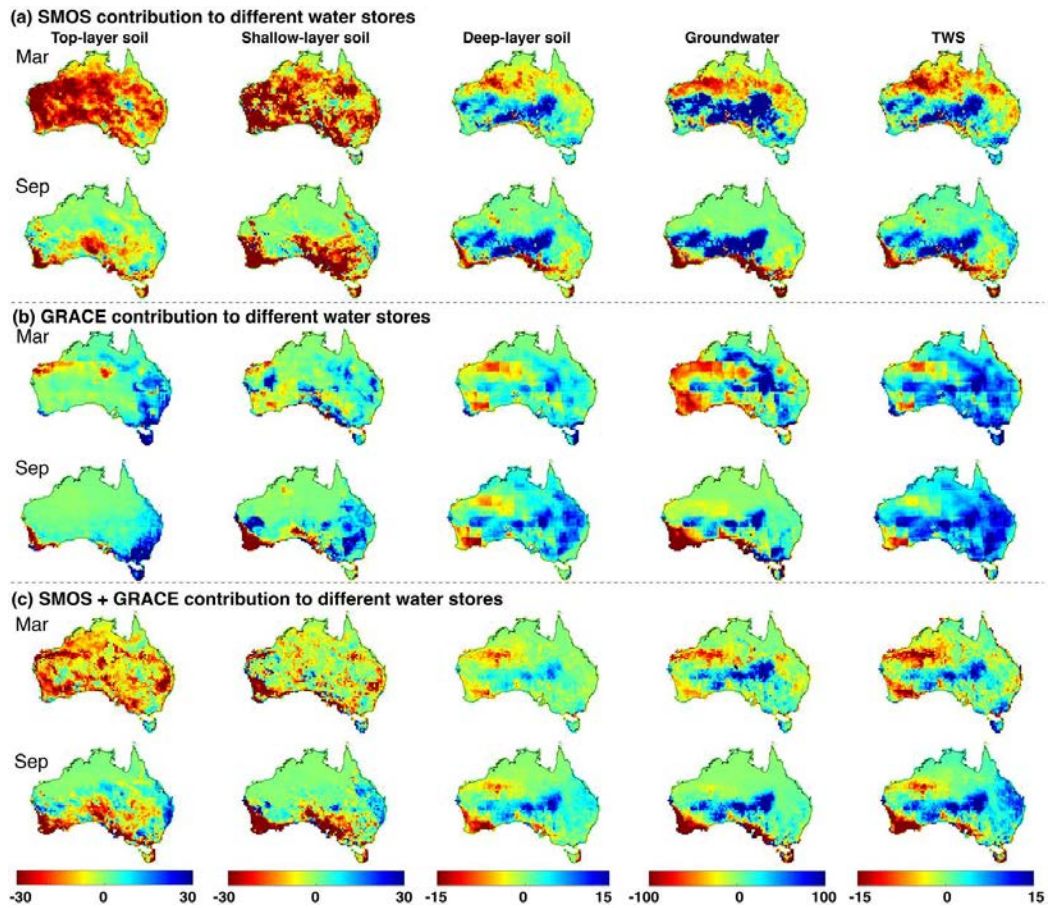 (a) SMOS contribution to different water stores
Top-layer soil Shallow-layer soil Deep-layer soil Groundwater TWS
Mar
Sep
(b) GRACE contribution to different water stores
Mar
Sep
(c) SMOS + GRACE contribution to different water stores
Mar
Sep
-30 0 30 -30 0 30 -15 0 15 -100 0 100 -15 0 15